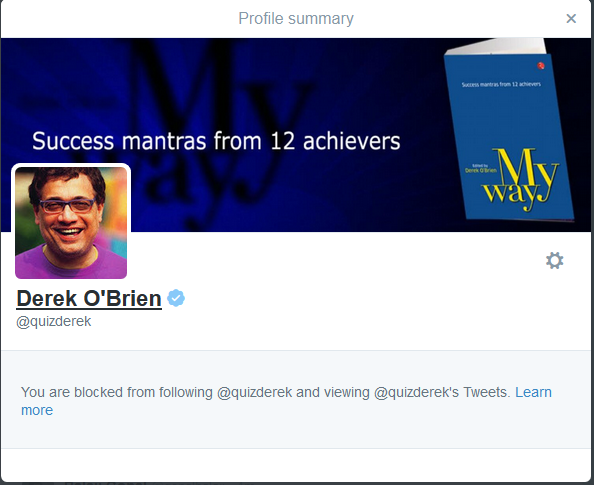 Profile summary
×
Success mantras from 12 achievers
Success mantras from 12 achievers
Edited by
Derek O'Brien
My
way
Derek O'Brien
@quizderek
You are blocked from following @quizderek and viewing @quizderek's Tweets. Learn
more